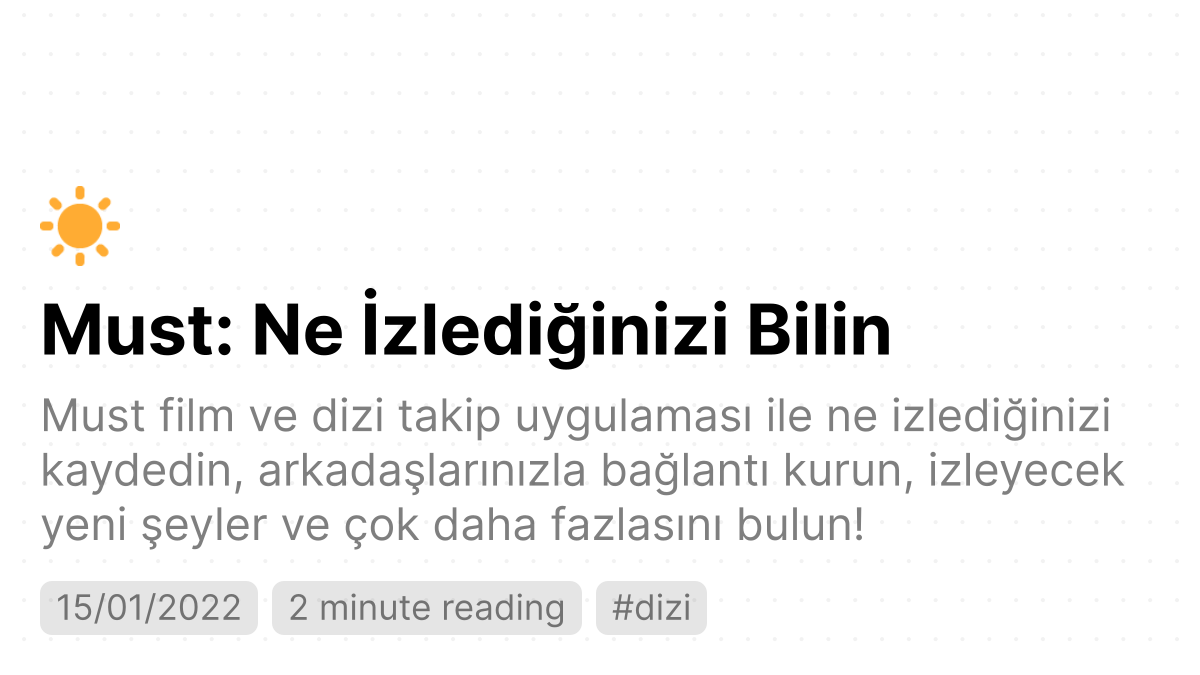 Must: Ne İzlediğinizi Bilin
Must film ve dizi takip uygulaması ile ne izlediğinizi
kaydedin, arkadaşlarınızla bağlantı kurun, izleyecek
yeni şeyler ve çok daha fazlasını bulun!
15/01/2022 2 minute reading #dizi